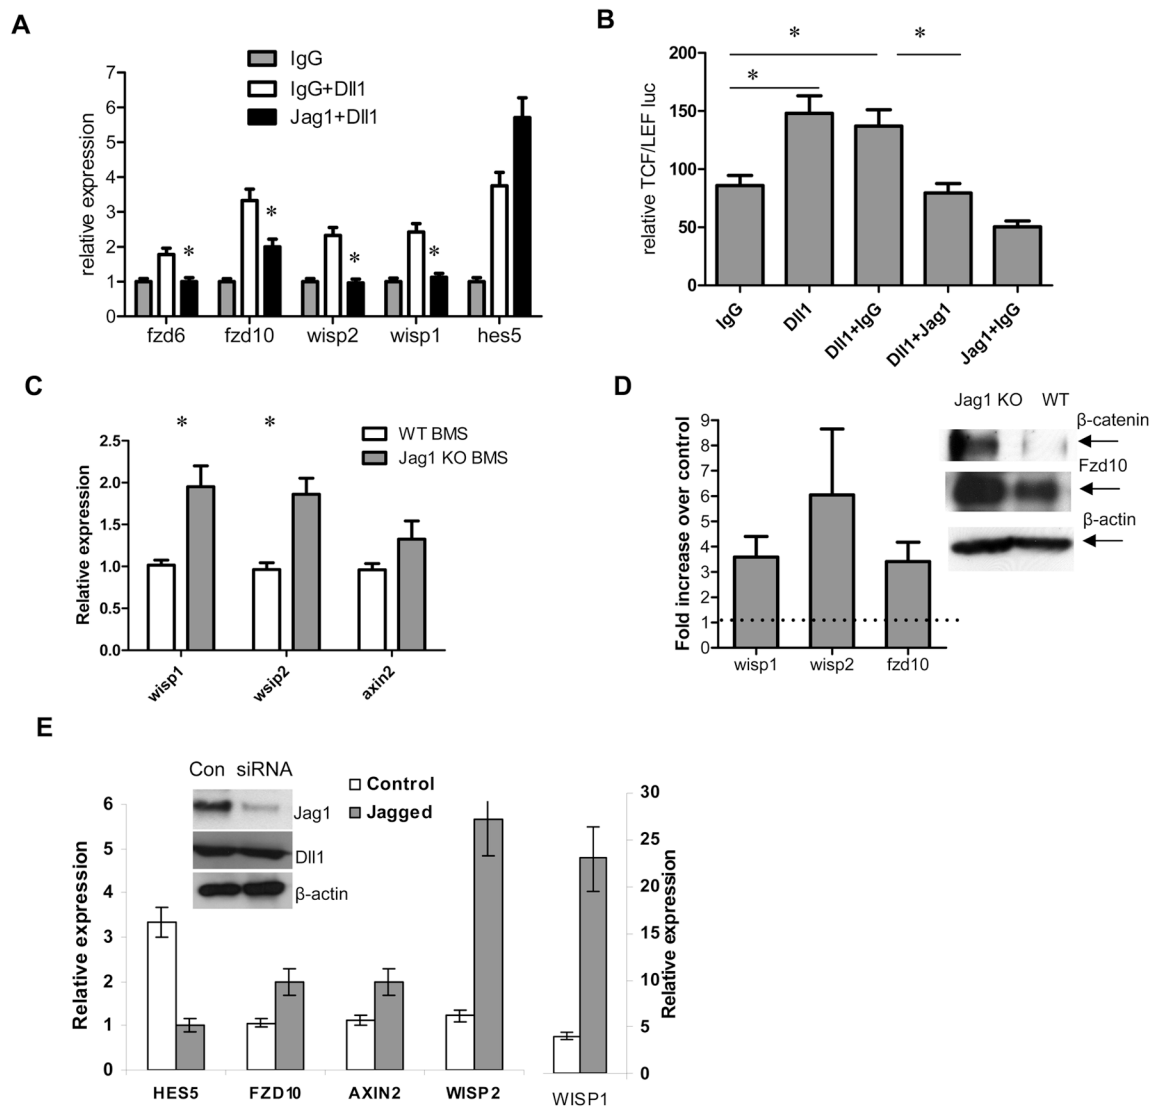 A
IgG
IgG+Dll1
Jag1+Dll1
relative expression
7
6
5
4
3
2
1
0
*
*
*
*
fzd6
fzd10
wisp2
wisp1
hes5
B
relative TCF/LEF luc
200
150
100
50
0
*
*
*
IgG
Dll1
Dll1+IgG
Dll1+Jag1
Jag1+IgG
C
Relative expression
2.5
2.0
1.5
1.0
0.5
0.0
*
*
WT BMS
Jag1 KO BMS
wisp1
wsip2
axin2
D
Fold increase over control
9
8
7
6
5
4
3
2
1
0
wisp1
wisp2
fzd10
Jag1 KO WT
β-catenin
Fzd10
β-actin
E
Con siRNA
Jag1
Dll1
β-actin
Control
Jagged
Relative expression
6
5
4
3
2
1
0
HES5
FZD10
AXIN2
WISP2
30
25
20
15
10
5
0
Relative expression
WISP1